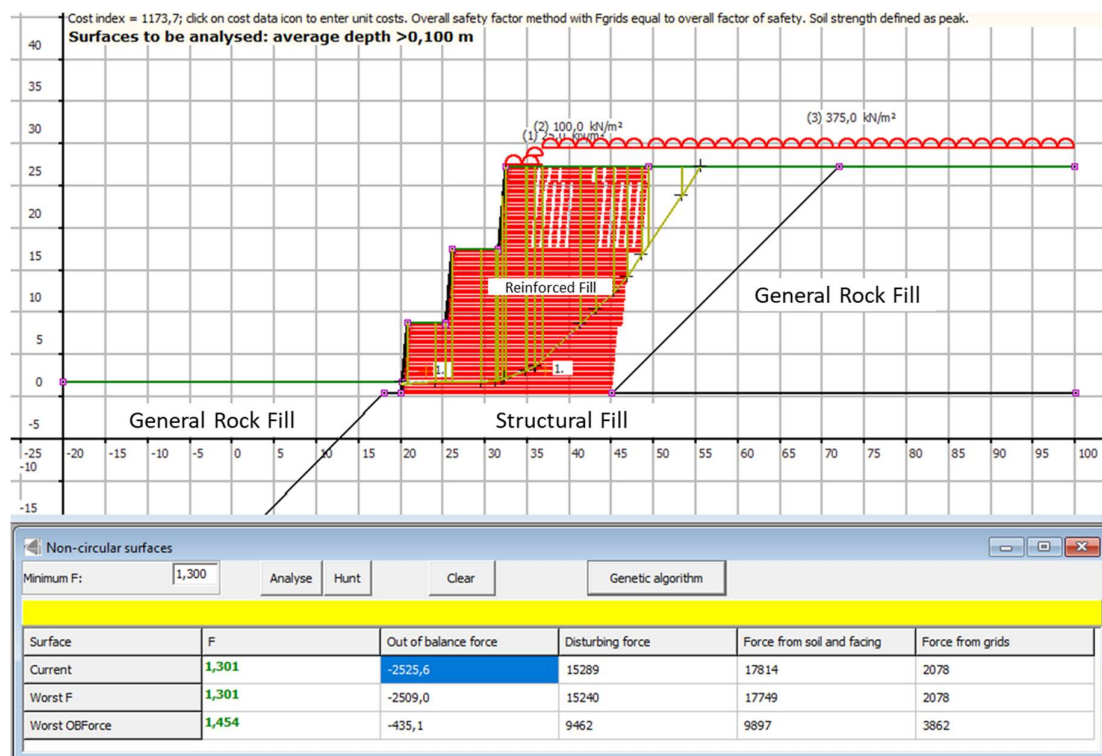 Cost index = 1173,7; click on cost data icon to enter unit costs. Overall safety factor method with Fgrids equal to overall factor of safety. Soil strength defined as peak.
Surfaces to be analysed: average depth >0,100 m
40
35
30
25
20
15
10
5
0
-5
-10
-15
(1) 25,0 kN/m²
(2) 100,0 kN/m²
(3) 375,0 kN/m²
Reinforced Fill
General Rock Fill
1.
1.
General Rock Fill
Structural Fill
-25 -20 -15 -10 -5 0 5 10 15 20 25 30 35 40 45 50 55 60 65 70 75 80 85 90 95 100
Non-circular surfaces
Minimum F: 1,300 Analyse Hunt Clear Genetic algorithm
Surface F Out of balance force Disturbing force Force from soil and facing Force from grids
Current 1,301 -2525,6 15289 17814 2078
Worst F 1,301 -2509,0 15240 17749 2078
Worst OBForce 1,454 -435,1 9462 9897 3862